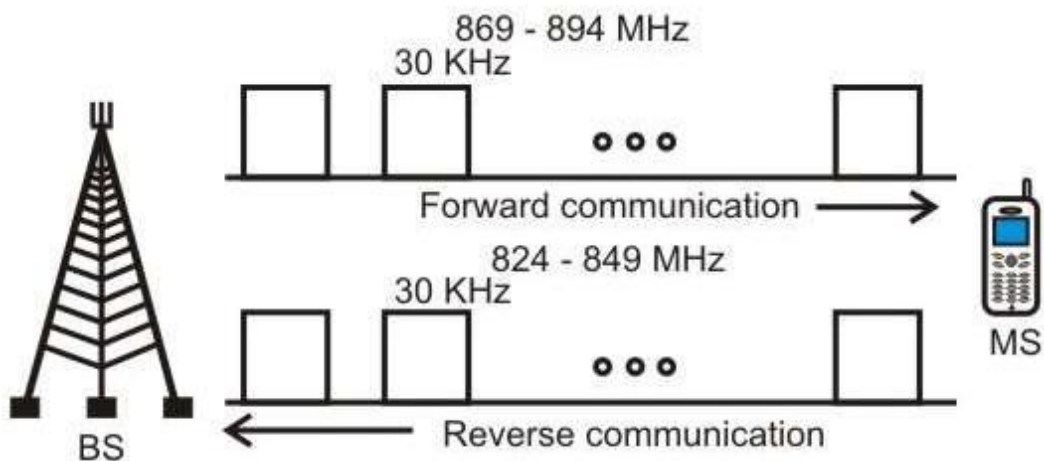 869 - 894 MHz
30 KHz
Forward communication
824 - 849 MHz
30 KHz
MS
Reverse communication
BS